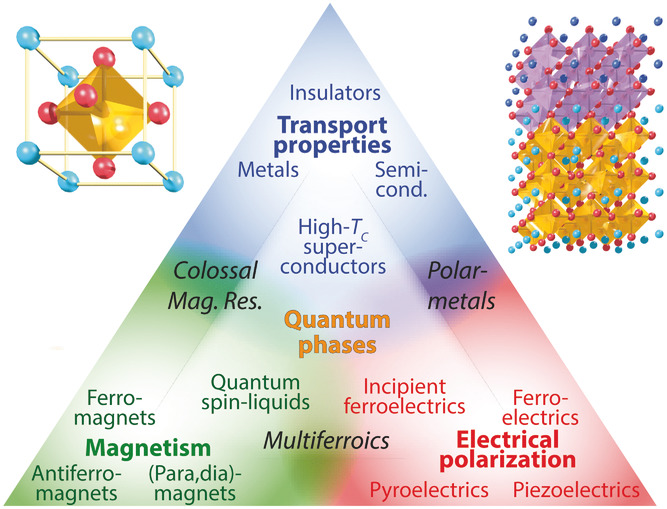 Insulators
Transport
properties
Metals
Semi-
cond.
High-TC
super-
conductors
Colossal
Mag. Res.
Polar-
metals
Quantum
phases
Quantum
spin-liquids
Incipient
ferroelectrics
Ferro-
magnets
Ferro-
electrics
Magnetism
Multiferroics
Electrical
polarization
Antiferro-
magnets
(Para,dia)-
magnets
Pyroelectrics
Piezoelectrics